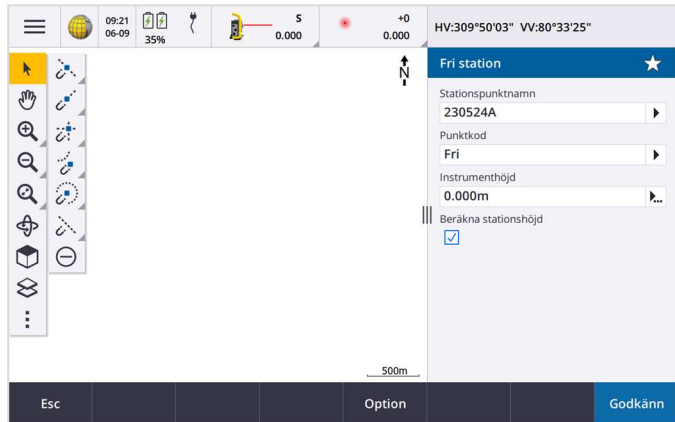 09:21
06-09
35%
S
0.000
+0
0.000
HV:309°50'03" VV:80°33'25"
N
Fri station
Stationspunktnamn
230524A
Punktkod
Fri
Instrumenthöjd
0.000m
Beräkna stationshöjd
500m
Esc
Option
Godkänn